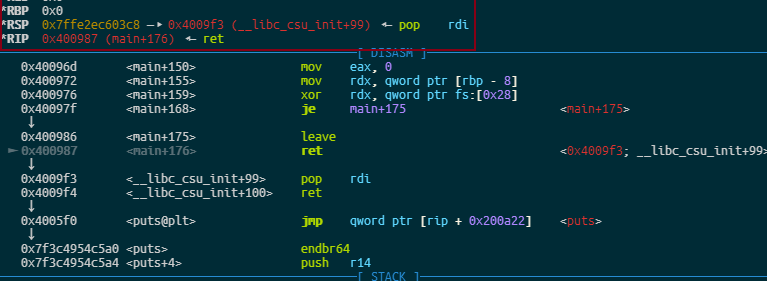 *RBP 0x0
*RSP 0x7ffe2ec603c8 —▸ 0x4009f3 (__libc_csu_init+99) ◂— pop rdi
*RIP 0x400987 (main+176) ◂— ret
[ DISASM ]
0x40096d <main+150> mov eax, 0
0x400972 <main+155> mov rdx, qword ptr [rbp - 8]
0x400976 <main+159> xor rdx, qword ptr fs:[0x28]
0x40097f <main+168> je main+175 <main+175>
↓
0x400986 <main+175> leave
► 0x400987 <main+176> ret <0x4009f3; __libc_csu_init+99>
↓
0x4009f3 <__libc_csu_init+99> pop rdi
0x4009f4 <__libc_csu_init+100> ret
↓
0x4005f0 <puts@plt> jmp qword ptr [rip + 0x200a22] <puts>
↓
0x7f3c4954c5a0 <puts> endbr64
0x7f3c4954c5a4 <puts+4> push r14
[ STACK ]